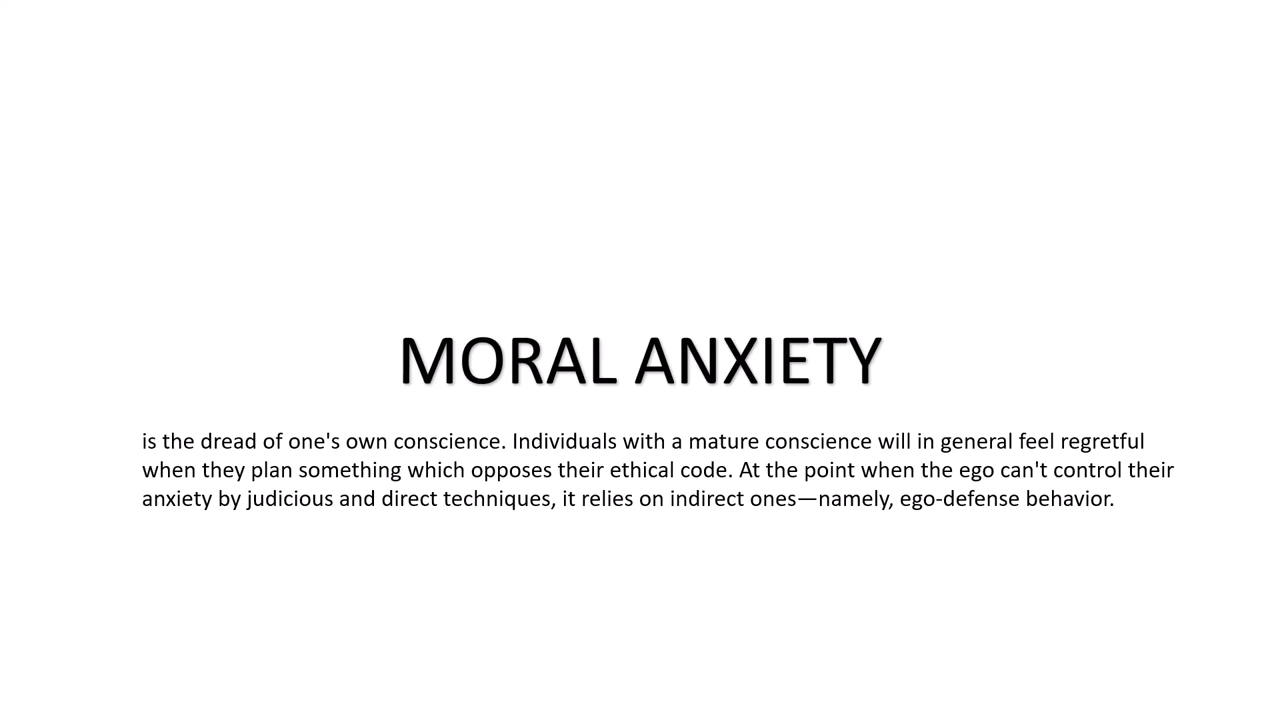 MORAL ANXIETY
is the dread of one's own conscience. Individuals with a mature conscience will in general feel regretful
when they plan something which opposes their ethical code. At the point when the ego can't control their
anxiety by judicious and direct techniques, it relies on indirect ones—namely, ego-defense behavior.